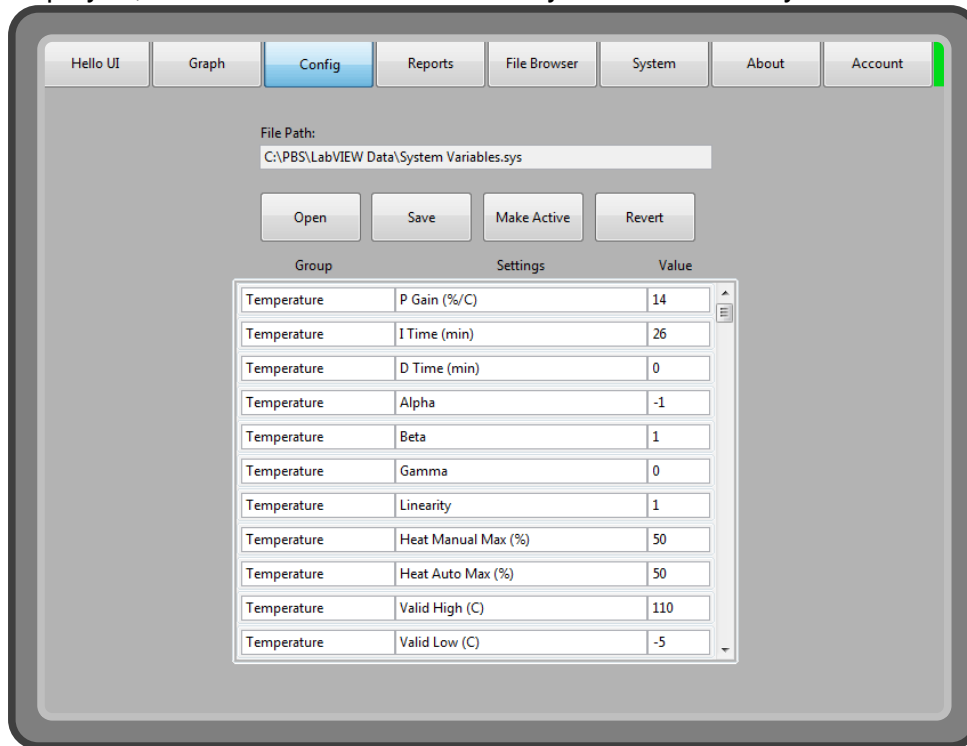 Hello UI Graph Config Reports File Browser System About Account
File Path:
C:\PBS\LabVIEW Data\System Variables.sys
Open Save Make Active Revert
Group Settings Value
Temperature P Gain (%/C) 14
Temperature I Time (min) 26
Temperature D Time (min) 0
Temperature Alpha -1
Temperature Beta 1
Temperature Gamma 0
Temperature Linearity 1
Temperature Heat Manual Max (%) 50
Temperature Heat Auto Max (%) 50
Temperature Valid High (C) 110
Temperature Valid Low (C) -5